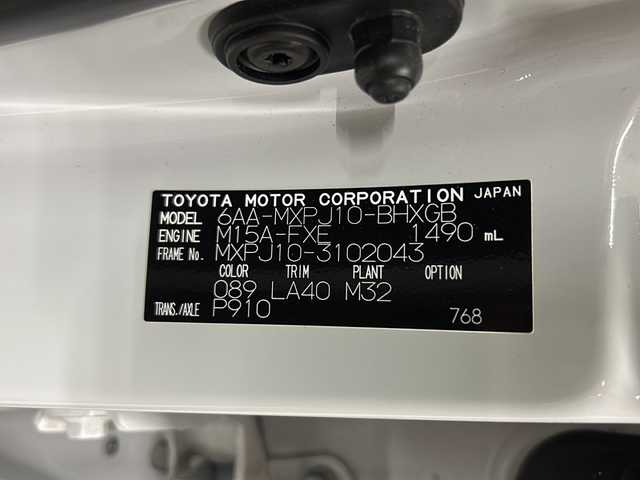 TOYOTA MOTOR CORPORATION JAPAN
MODEL 6AA-MXPJ10-BHXGB
ENGINE M15A-FXE 1490 mL
FRAME No. MXPJ10-3102043
COLOR TRIM PLANT OPTION
089 LA40 M32
TRANS./AXLE P910 768